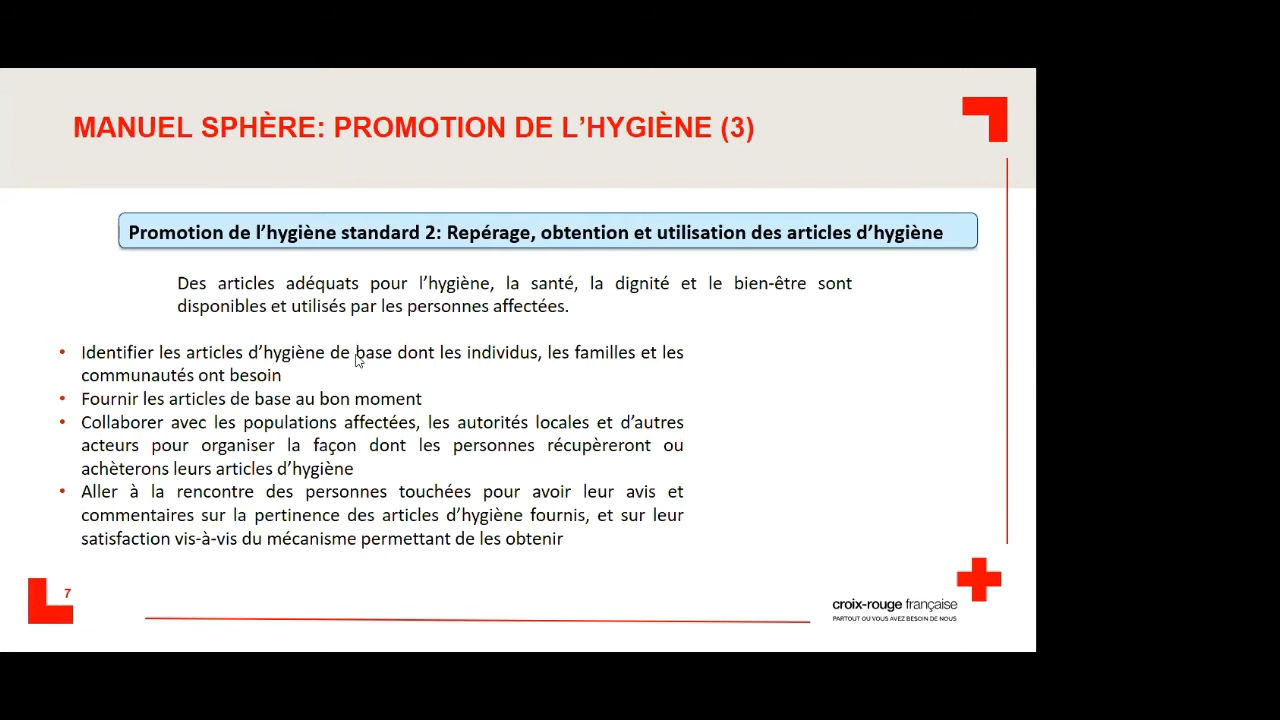 MANUEL SPHÈRE: PROMOTION DE L’HYGIÈNE (3)
Promotion de l’hygiène standard 2: Repérage, obtention et utilisation des articles d’hygiène
Des articles adéquats pour l’hygiène, la santé, la dignité et le bien-être sont
disponibles et utilisés par les personnes affectées.
• Identifier les articles d’hygiène de base dont les individus, les familles et les
communautés ont besoin
• Fournir les articles de base au bon moment
• Collaborer avec les populations affectées, les autorités locales et d’autres
acteurs pour organiser la façon dont les personnes récupèreront ou
achèterons leurs articles d’hygiène
• Aller à la rencontre des personnes touchées pour avoir leur avis et
commentaires sur la pertinence des articles d’hygiène fournis, et sur leur
satisfaction vis-à-vis du mécanisme permettant de les obtenir
7
croix-rouge française
PARTOUT OÙ VOUS AVEZ BESOIN DE NOUS